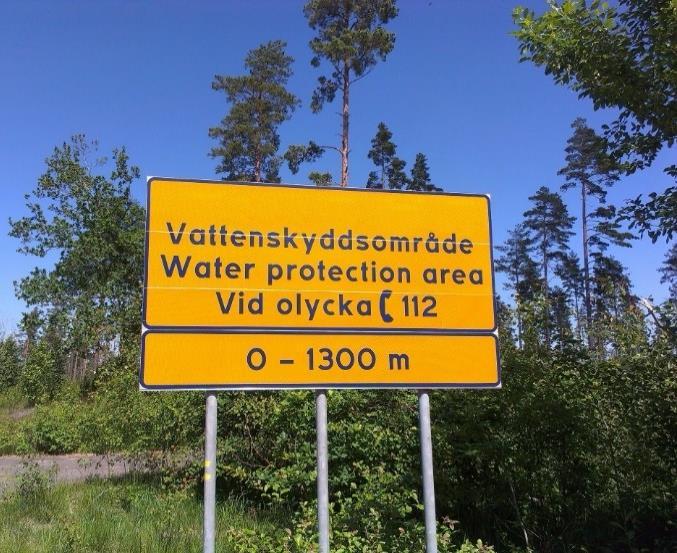 Vattenskyddsområde
Water protection area
Vid olycka 112
0 – 1300 m